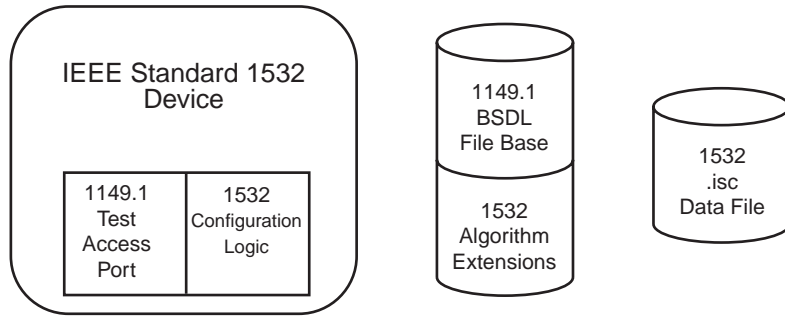 IEEE Standard 1532
Device
1149.1
Test
Access
Port
1532
Configuration
Logic
1149.1
BSDL
File Base
1532
Algorithm
Extensions
1532
.isc
Data File